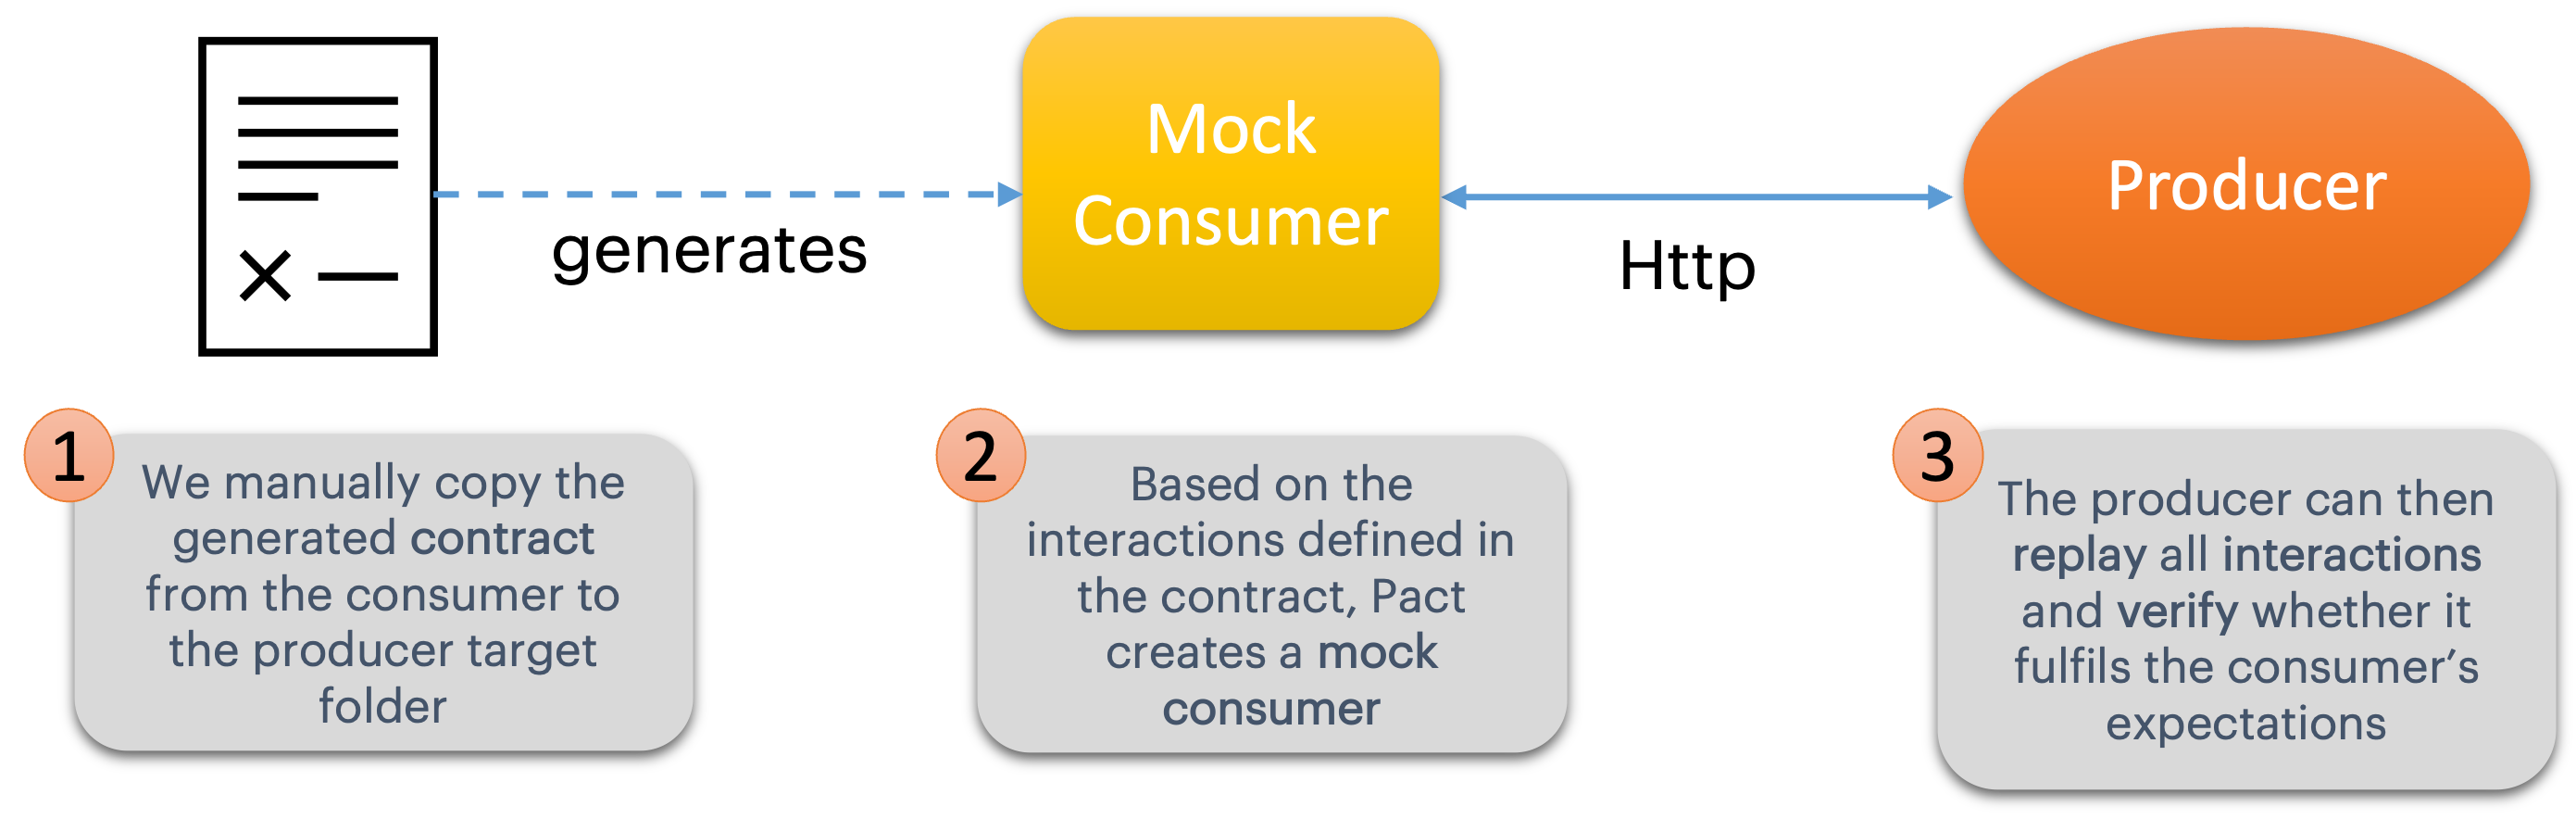 Mock
Consumer
Producer
generates
Http
1
We manually copy the
generated contract
from the consumer to
the producer target
folder
2
Based on the
interactions defined in
the contract, Pact
creates a mock
consumer
3
The producer can then
replay all interactions
and verify whether it
fulfils the consumer’s
expectations